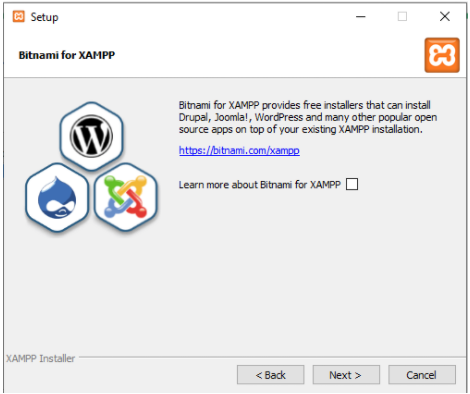 Setup
Bitnami for XAMPP
Bitnami for XAMPP provides free installers that can install
Drupal, Joomla!, WordPress and many other popular open
source apps on top of your existing XAMPP installation.
https://bitnami.com/xampp
Learn more about Bitnami for XAMPP
XAMPP Installer
< Back
Next >
Cancel